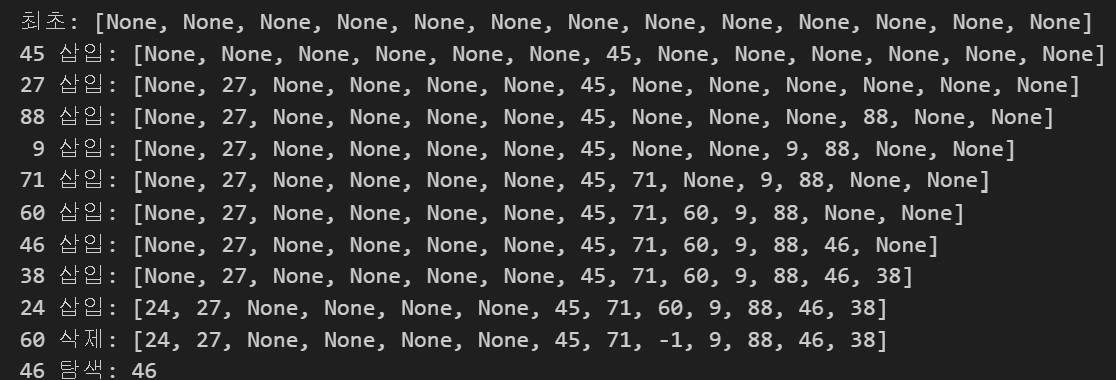 최초: [None, None, None, None, None, None, None, None, None, None, None, None, None]
45 삽입: [None, None, None, None, None, None, 45, None, None, None, None, None, None]
27 삽입: [None, 27, None, None, None, None, 45, None, None, None, None, None, None]
88 삽입: [None, 27, None, None, None, None, 45, None, None, None, 88, None, None]
9 삽입: [None, 27, None, None, None, None, 45, None, None, 9, 88, None, None]
71 삽입: [None, 27, None, None, None, None, 45, 71, None, 9, 88, None, None]
60 삽입: [None, 27, None, None, None, None, 45, 71, 60, 9, 88, None, None]
46 삽입: [None, 27, None, None, None, None, 45, 71, 60, 9, 88, 46, None]
38 삽입: [None, 27, None, None, None, None, 45, 71, 60, 9, 88, 46, 38]
24 삽입: [24, 27, None, None, None, None, 45, 71, 60, 9, 88, 46, 38]
60 삭제: [24, 27, None, None, None, None, 45, 71, -1, 9, 88, 46, 38]
46 탐색: 46